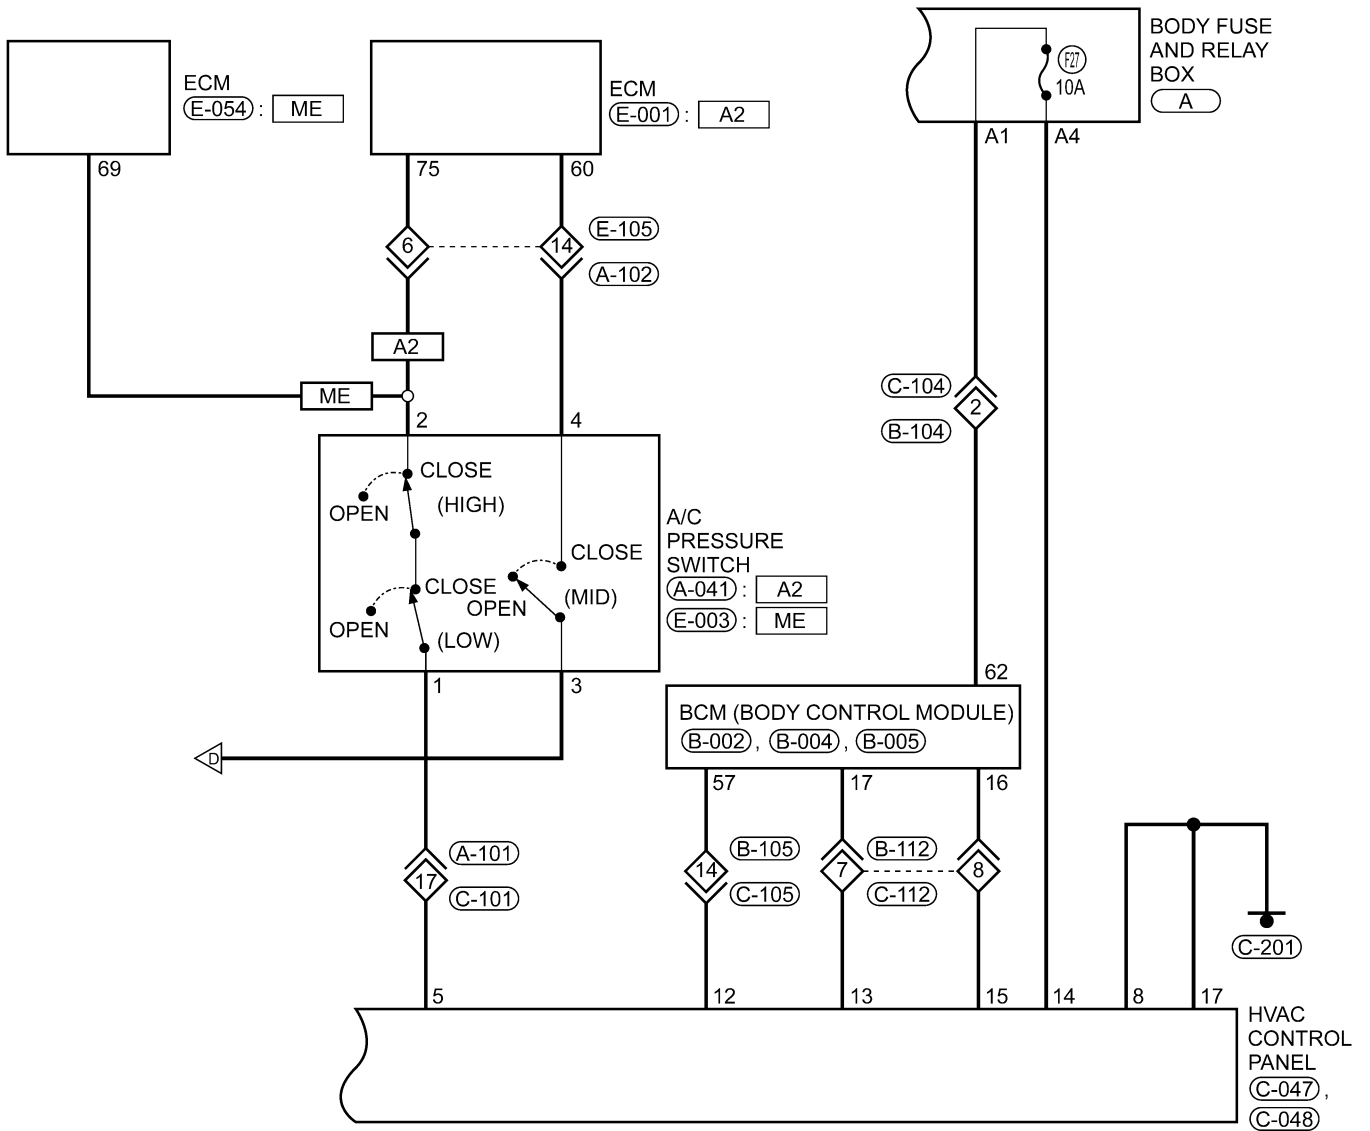 ECM
E-054 : ME
69
ECM
E-001 : A2
75
60
BODY FUSE
AND RELAY
BOX
A
F27
10A
A1
A4
6
14
E-105
A-102
A2
ME
2
4
C-104
2
B-104
CLOSE
OPEN
(HIGH)
CLOSE
OPEN
(LOW)
CLOSE
OPEN
(MID)
A/C
PRESSURE
SWITCH
A-041 : A2
E-003 : ME
1
3
D
62
BCM (BODY CONTROL MODULE)
B-002 , B-004 , B-005
57
17
16
A-101
17
C-101
14
B-105
C-105
7
B-112
C-112
8
C-201
5
12
13
15
14
8
17
HVAC
CONTROL
PANEL
C-047 ,
C-048